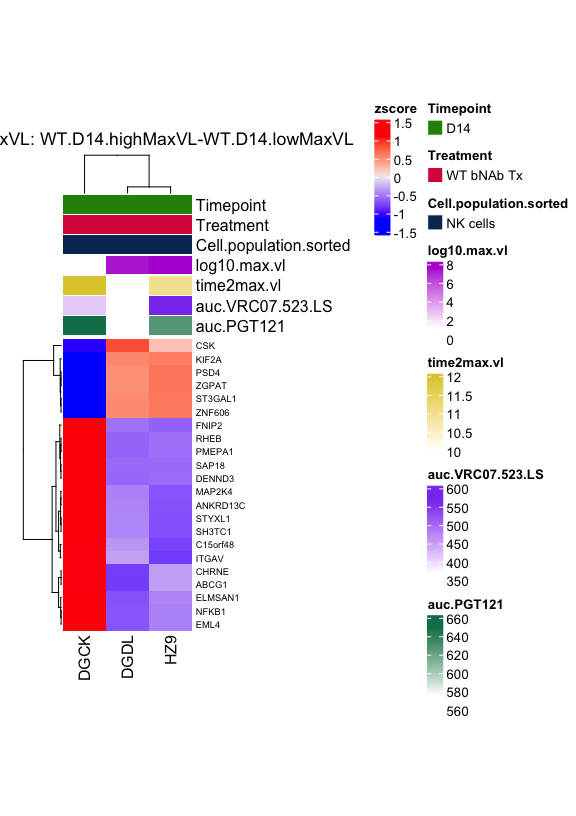 xVL: WT.D14.highMaxVL-WT.D14.lowMaxVL
Timepoint
Treatment
Cell.population.sorted
log10.max.vl
time2max.vl
auc.VRC07.523.LS
auc.PGT121
CSK
KIF2A
PSD4
ZGPAT
ST3GAL1
ZNF606
FNIP2
RHEB
PMEPA1
SAP18
DENND3
MAP2K4
ANKRD13C
STYXL1
SH3TC1
C15orf48
ITGAV
CHRNE
ABCG1
ELMSAN1
NFKB1
EML4
DGCK
DGDL
HZ9
zscore
1.5
1
0.5
0
-0.5
-1
-1.5
Timepoint
D14
Treatment
WT bNAb Tx
Cell.population.sorted
NK cells
log10.max.vl
8
6
4
2
0
time2max.vl
12
11.5
11
10.5
10
auc.VRC07.523.LS
600
550
500
450
400
350
auc.PGT121
660
640
620
600
580
560